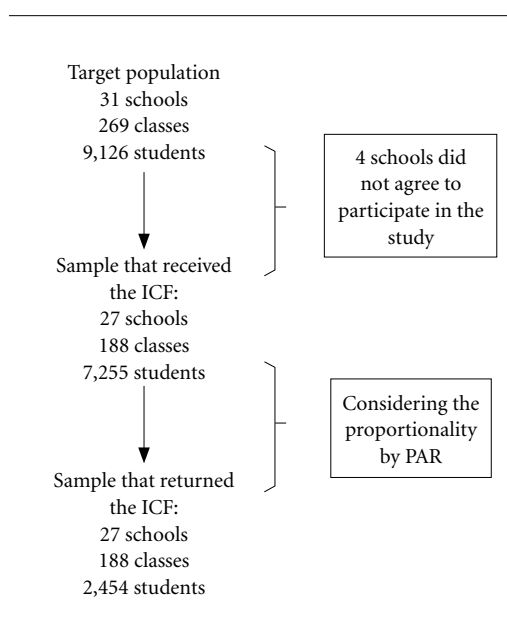 Target population
31 schools
269 classes
9,126 students
4 schools did
not agree to
participate in the
study
Sample that received
the ICF:
27 schools
188 classes
7,255 students
Considering the
proportionality
by PAR
Sample that returned
the ICF:
27 schools
188 classes
2,454 students